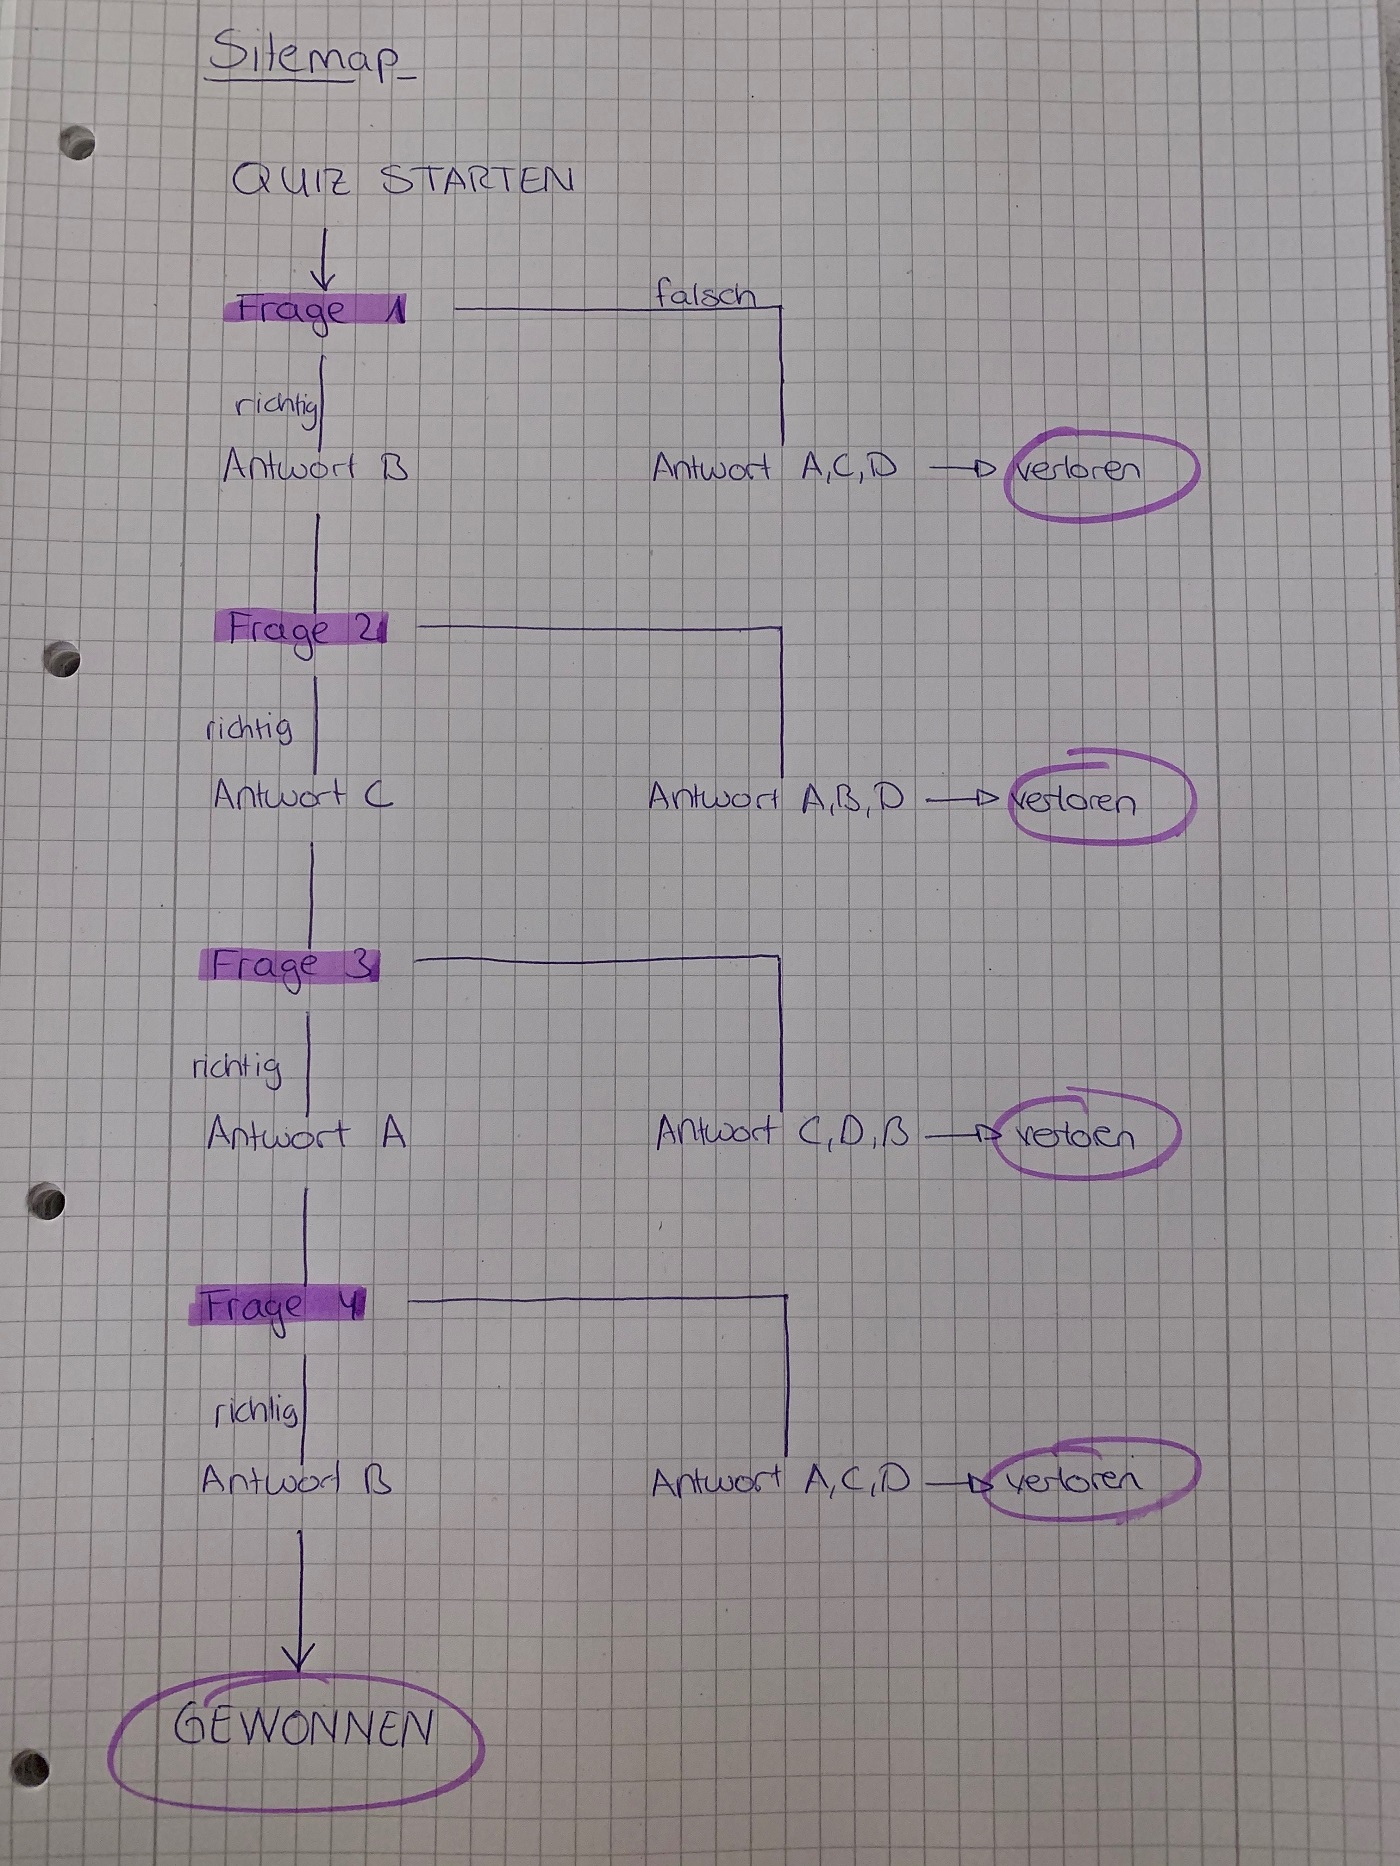 Sitemap
QUIZ STARTEN
falsch
Frage 1
richtig
Antwort B
Antwort A,C,D
verloren
Frage 2
richtig
Antwort C
Antwort A,B,D
verloren
Frage 3
richtig
Antwort A
Antwort C,D,B
verloren
Frage 4
richtig
Antwort B
Antwort A,C,D
verloren
GEWONNEN